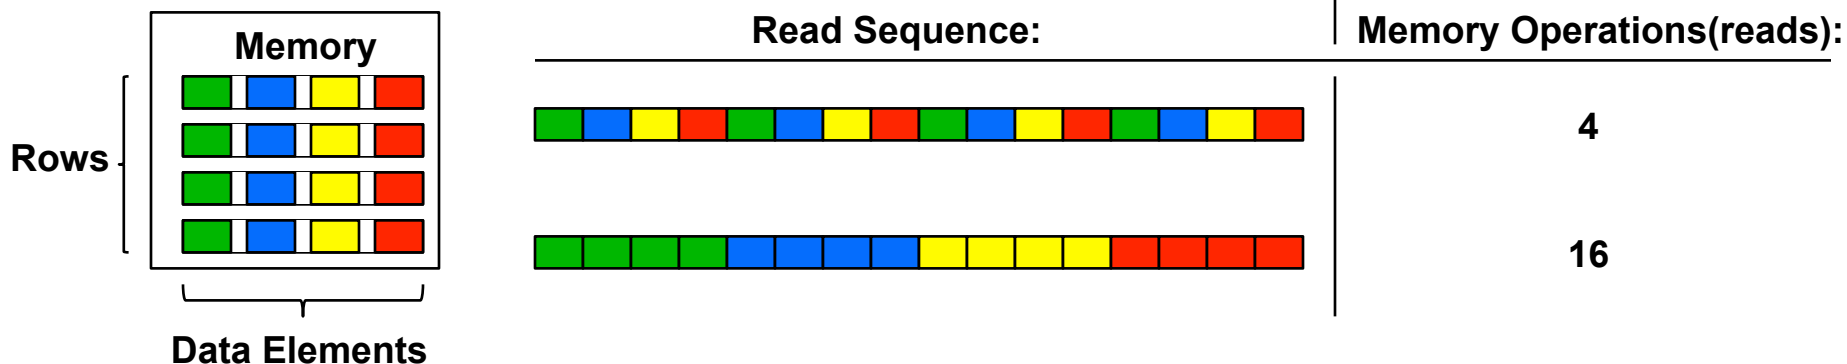 Memory
Rows
Data Elements
Read Sequence:
Memory Operations(reads):
4
16